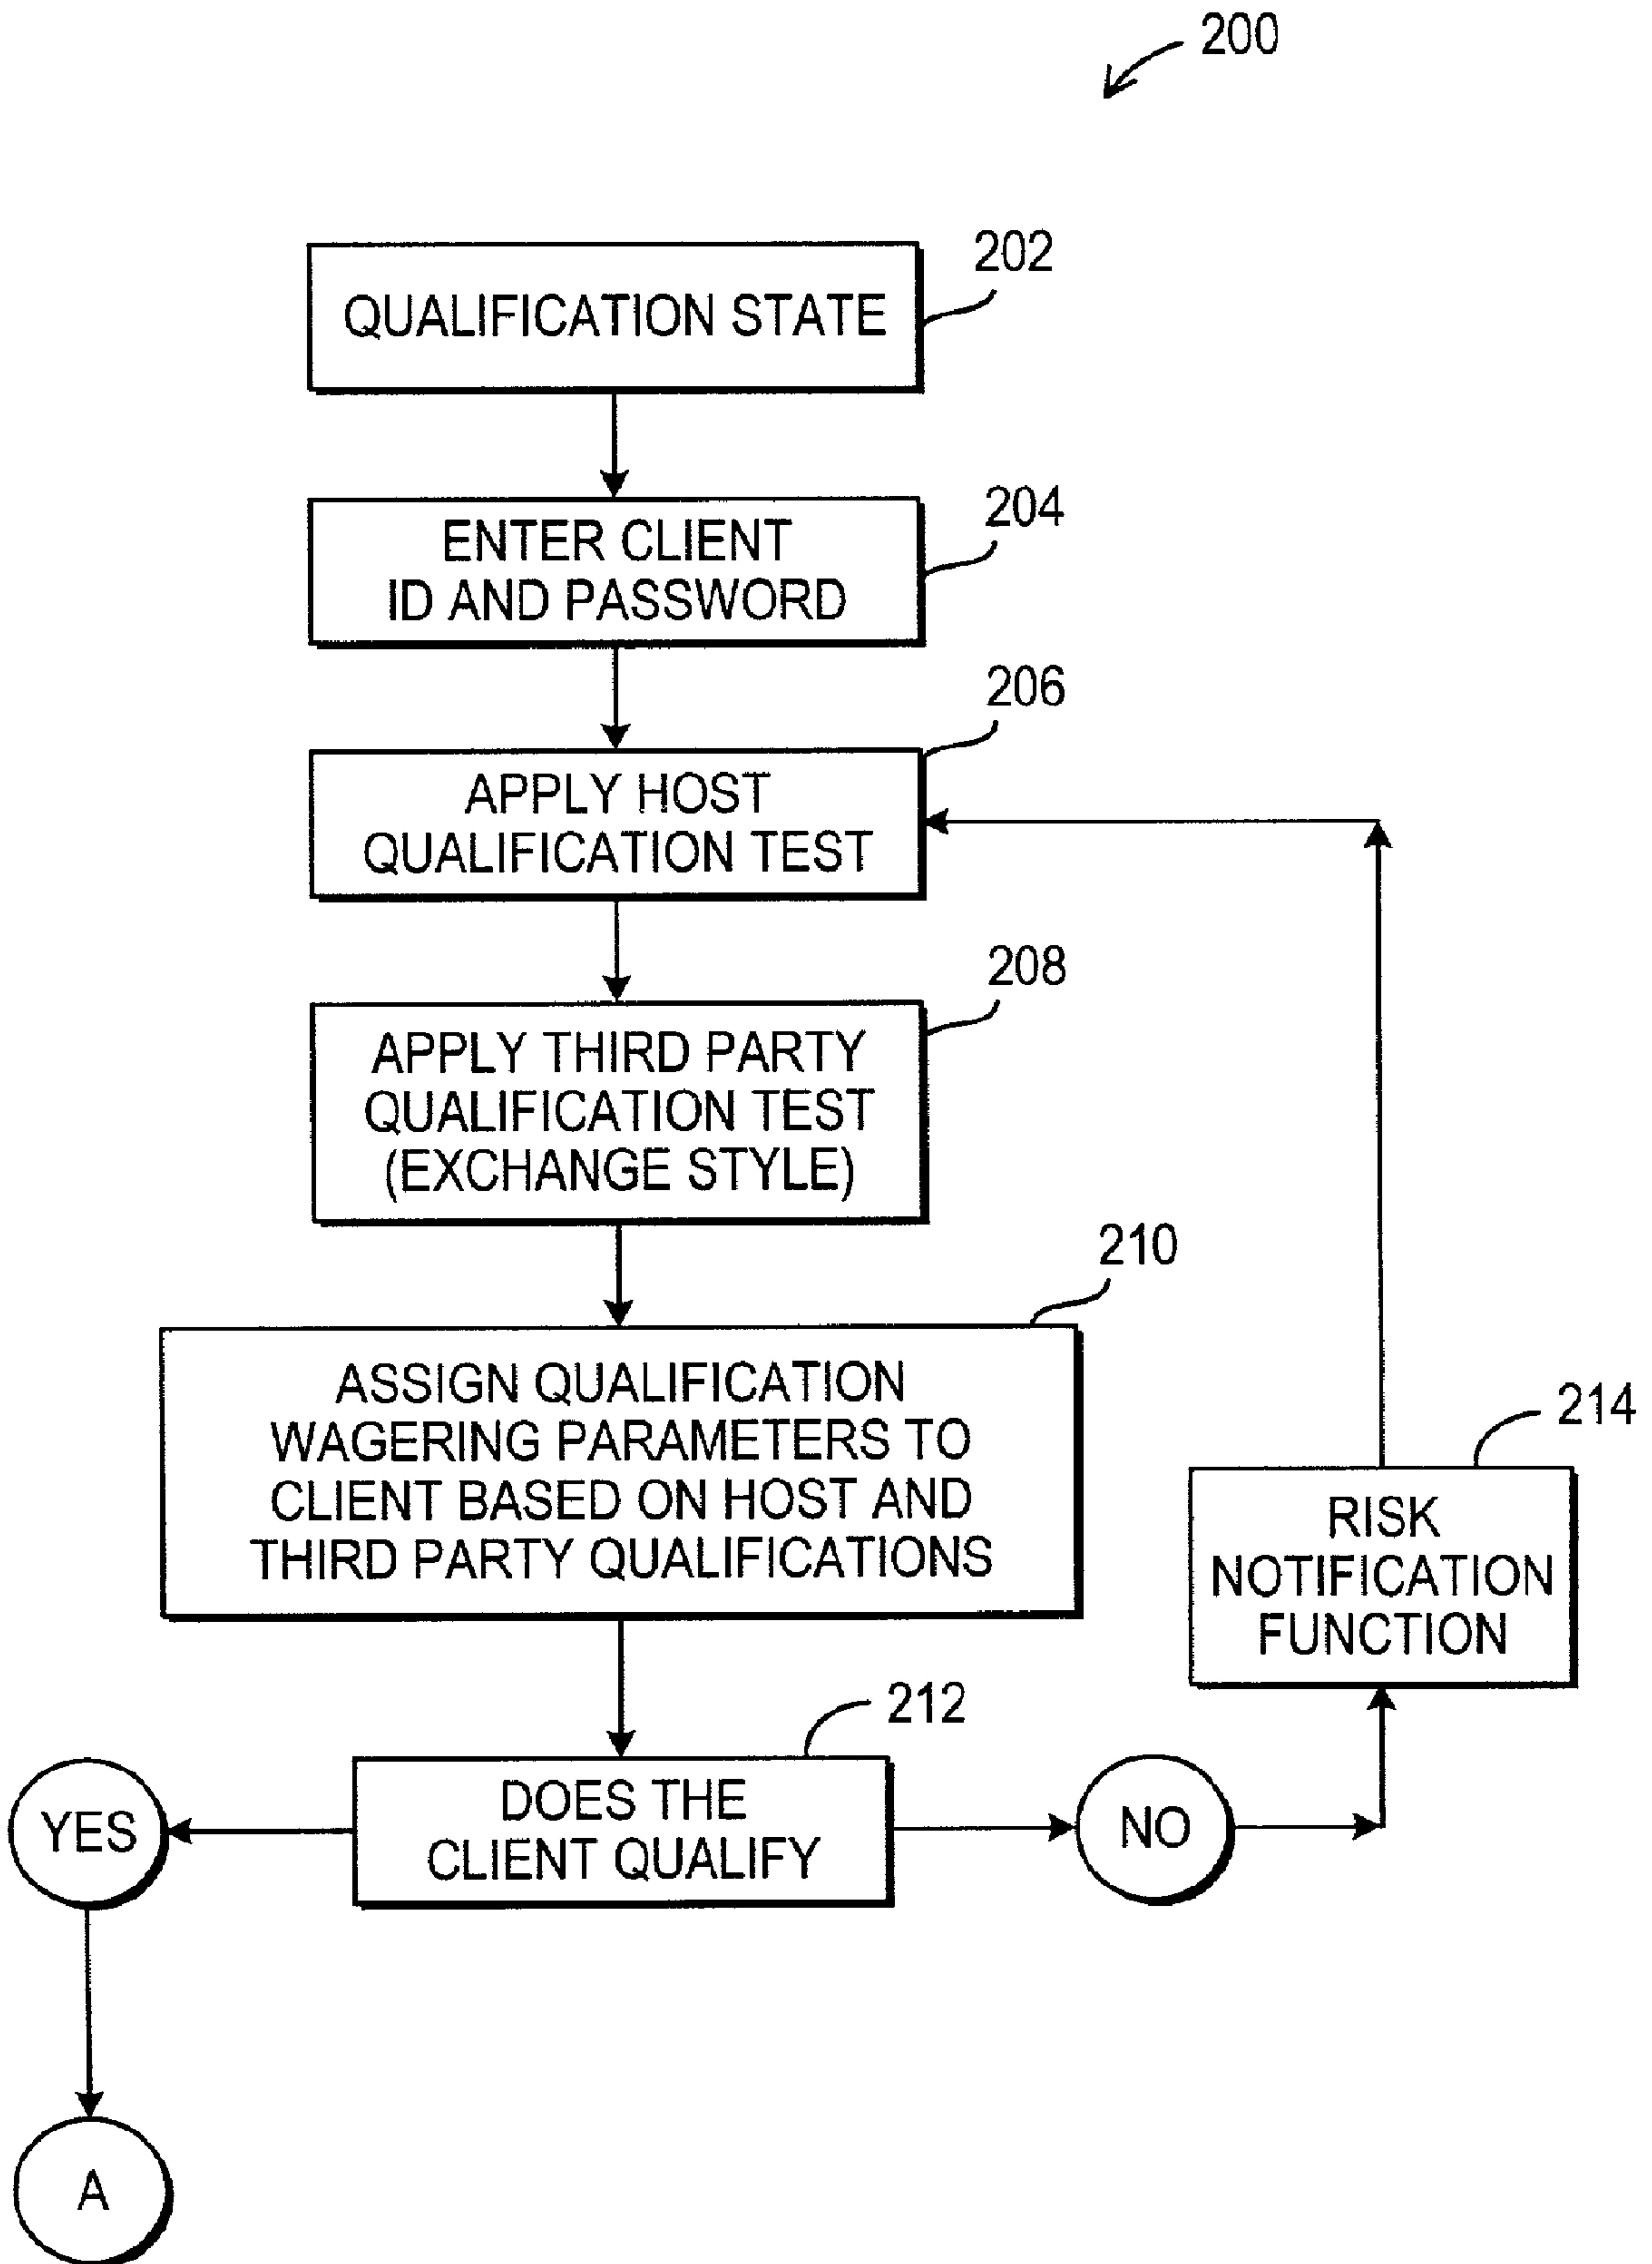 200
202
QUALIFICATION STATE
204
ENTER CLIENT
ID AND PASSWORD
206
APPLY HOST
QUALIFICATION TEST
208
APPLY THIRD PARTY
QUALIFICATION TEST
(EXCHANGE STYLE)
210
ASSIGN QUALIFICATION
WAGERING PARAMETERS TO
CLIENT BASED ON HOST AND
THIRD PARTY QUALIFICATIONS
214
RISK
NOTIFICATION
FUNCTION
212
DOES THE
CLIENT QUALIFY
YES
NO
A